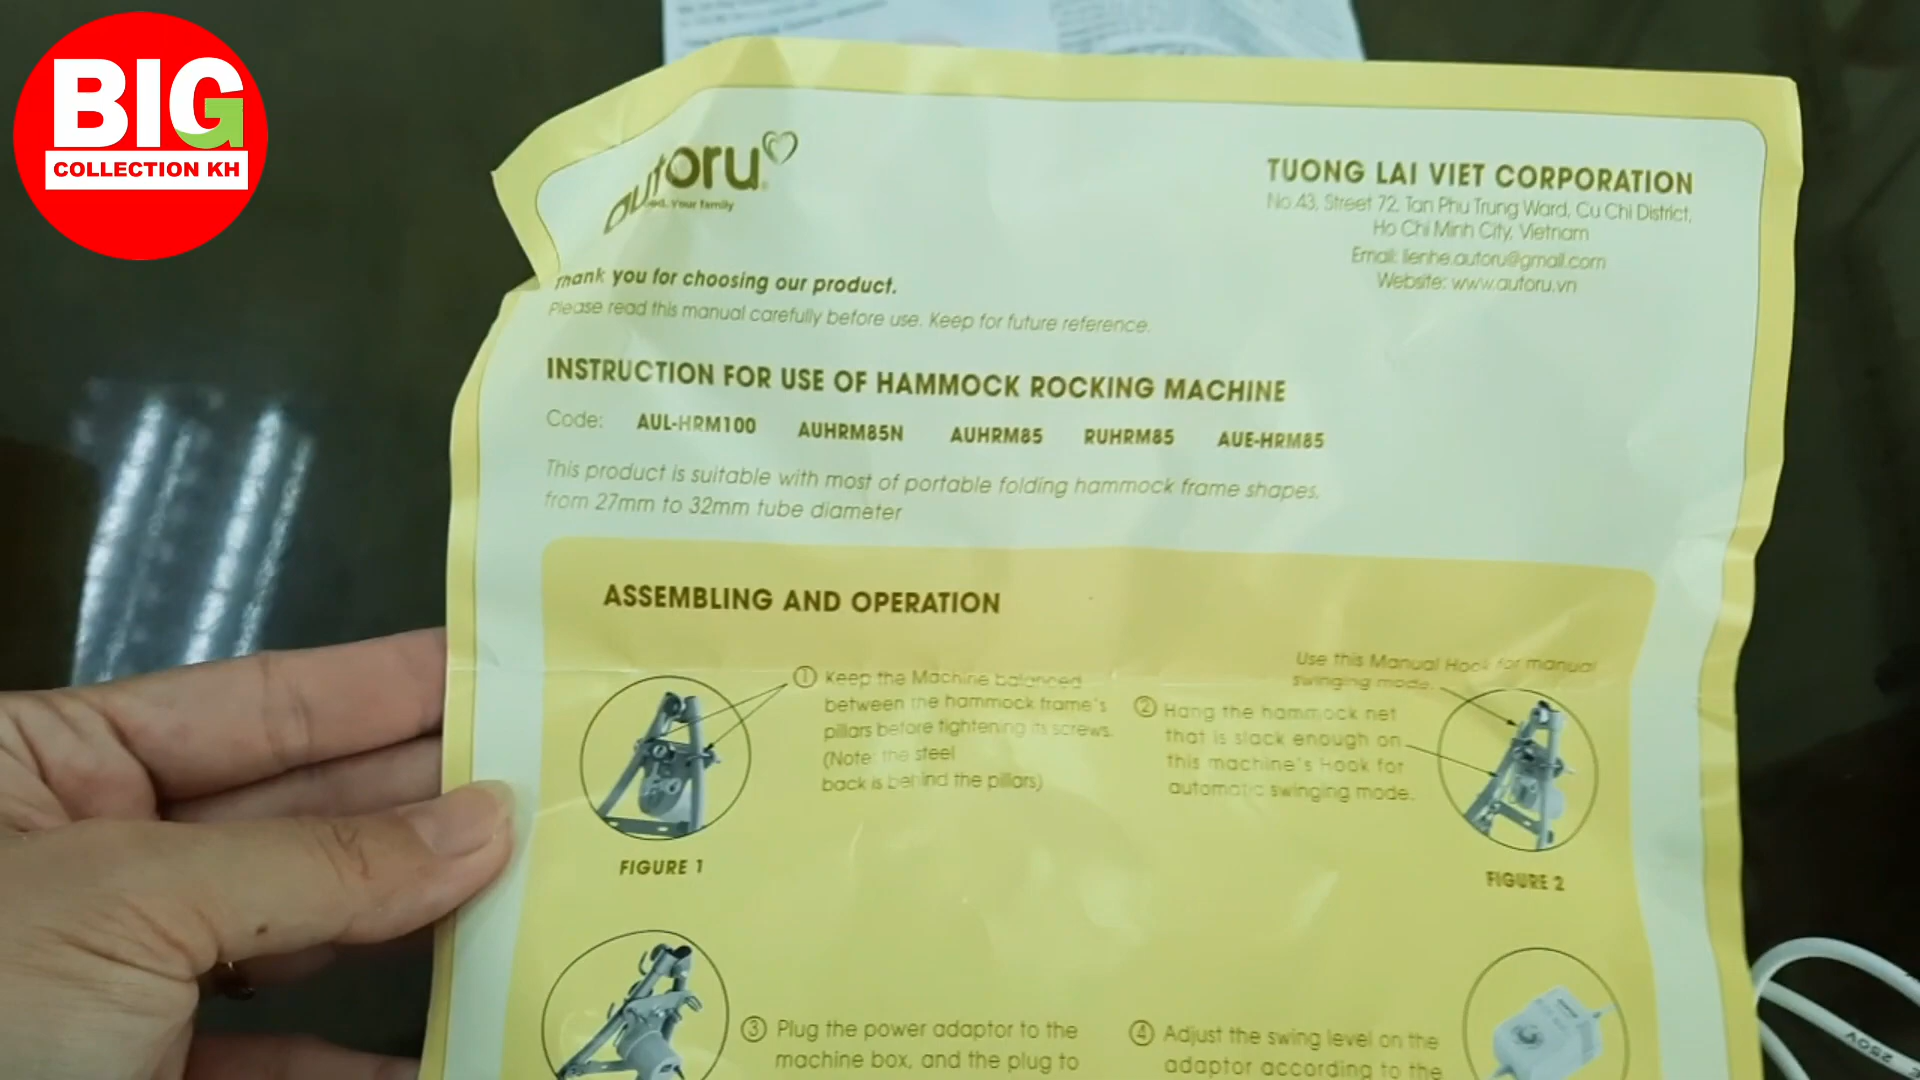 BIG
COLLECTION KH
autoru
Your family
TUONG LAI VIET CORPORATION
No.43, Street 72, Tan Phu Trung Ward, Cu Chi District,
Ho Chi Minh City, Vietnam
Email: lienhe.autoru@gmail.com
Website: www.autoru.vn
Thank you for choosing our product.
Please read this manual carefully before use. Keep for future reference.
INSTRUCTION FOR USE OF HAMMOCK ROCKING MACHINE
Code: AUL-HRM100 AUHRM85N AUHRM85 RUHRM85 AUE-HRM85
This product is suitable with most of portable folding hammock frame shapes,
from 27mm to 32mm tube diameter
ASSEMBLING AND OPERATION
① Keep the Machine balanced
between the hammock frame's
pillars before tightening its screws.
(Note: the steel
back is behind the pillars)
FIGURE 1
Use this Manual Hook for manual
swinging mode.
② Hang the hammock net
that is slack enough on
this machine's Hook for
automatic swinging mode.
FIGURE 2
③ Plug the power adaptor to the
machine box, and the plug to
④ Adjust the swing level on the
adaptor according to the
250V